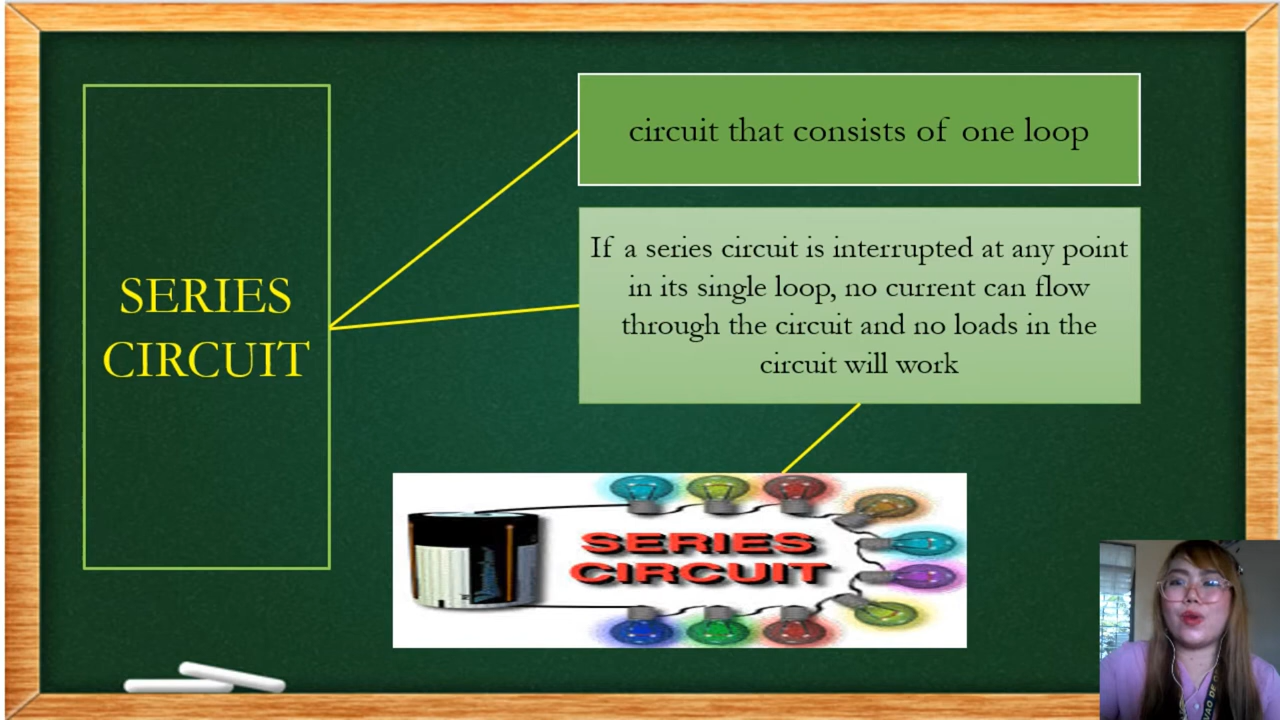 SERIES
CIRCUIT
circuit that consists of one loop
If a series circuit is interrupted at any point
in its single loop, no current can flow
through the circuit and no loads in the
circuit will work
SERIES
CIRCUIT